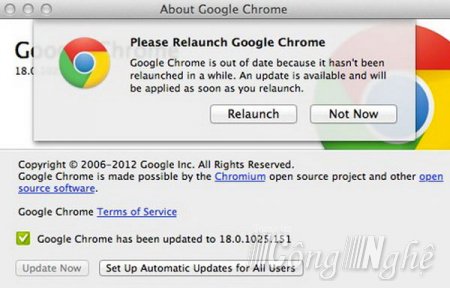 About Google Chrome
Please Relaunch Google Chrome
Google Chrome is out of date because it hasn't been
relaunched in a while. An update is available and will
be applied as soon as you relaunch.
Relaunch
Not Now
18.0.1025
Copyright © 2006-2012 Google Inc. All Rights Reserved.
Google Chrome is made possible by the Chromium open source project and other open
source software.
Google Chrome Terms of Service
Google Chrome has been updated to 18.0.1025.151
Công Nghệ
Update Now
Set Up Automatic Updates for All Users